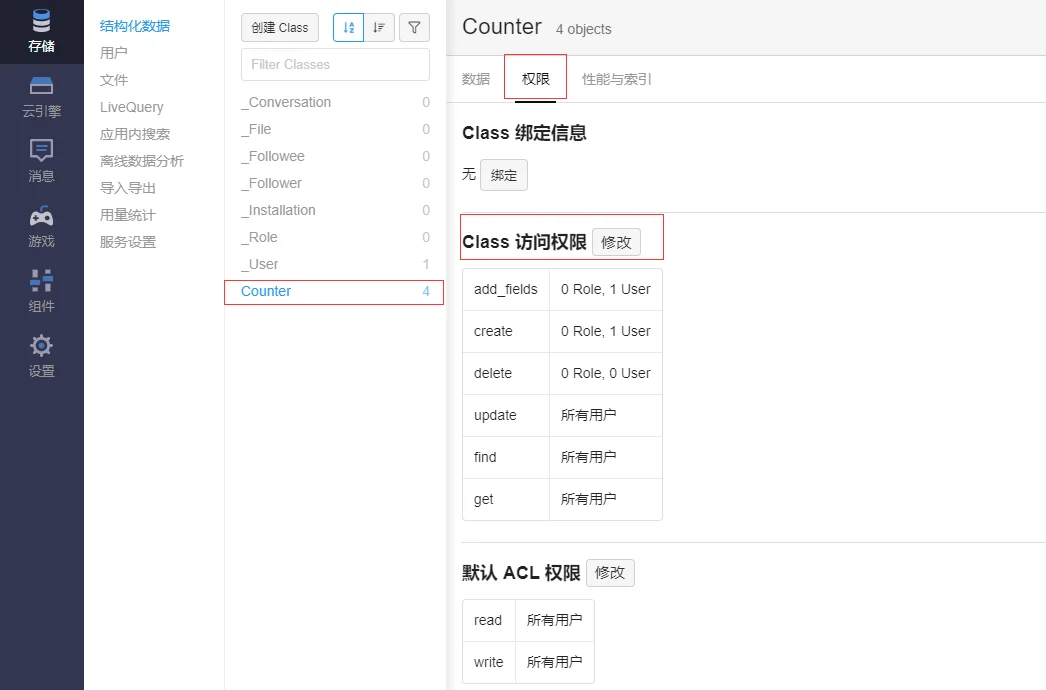 存储
云引擎
消息
游戏
组件
设置
结构化数据
用户
文件
LiveQuery
应用内搜索
离线数据分析
导入导出
用量统计
服务设置
创建 Class
Filter Classes
_Conversation 0
_File 0
_Followee 0
_Follower 0
_Installation 0
_Role 0
_User 1
Counter 4
Counter 4 objects
数据 权限 性能与索引
Class 绑定信息
无 绑定
Class 访问权限 修改
add_fields 0 Role, 1 User
create 0 Role, 1 User
delete 0 Role, 0 User
update 所有用户
find 所有用户
get 所有用户
默认 ACL 权限 修改
read 所有用户
write 所有用户